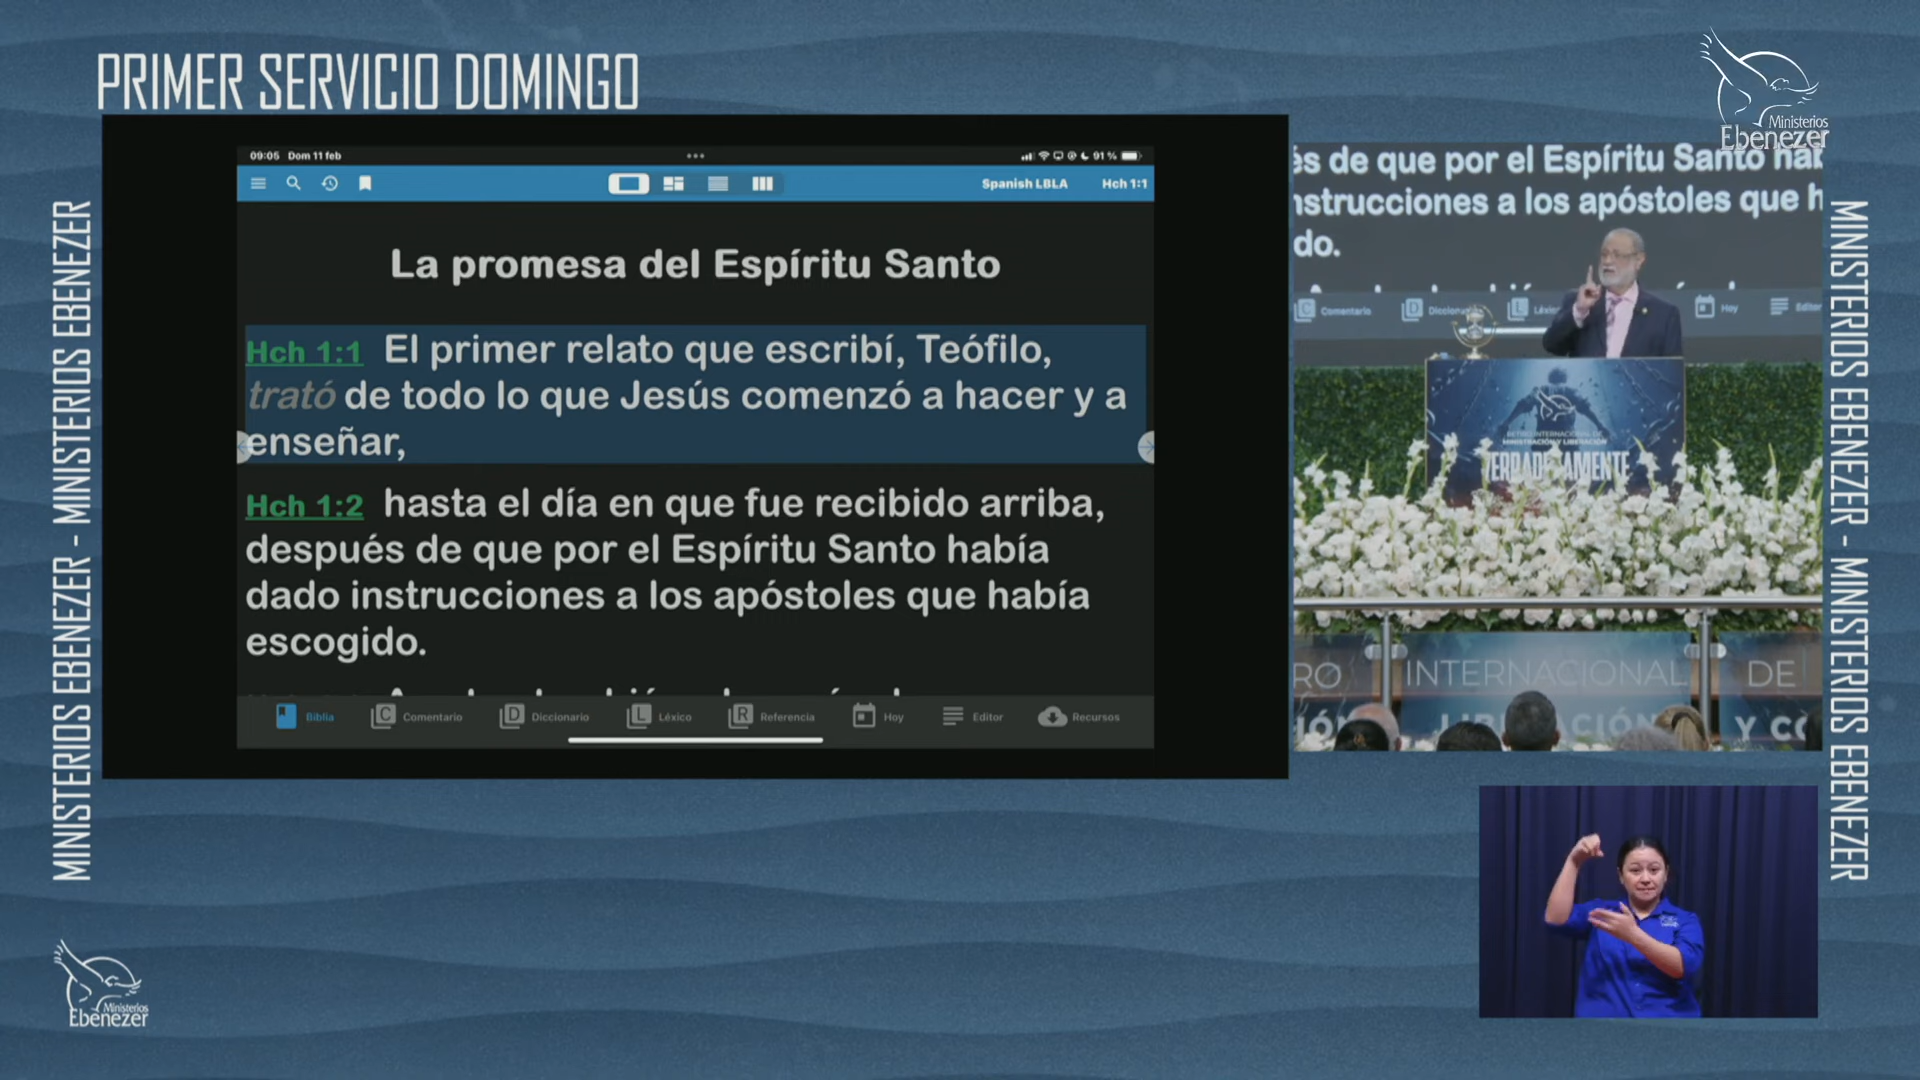 PRIMER SERVICIO DOMINGO
Ministerios
Ebenezer
MINISTERIOS EBENEZER - MINISTERIOS EBENEZER
09:05 Dom 11 feb
91 %
Spanish LBLA Hch 1:1
La promesa del Espíritu Santo
Hch 1:1 El primer relato que escribí, Teófilo,
trató de todo lo que Jesús comenzó a hacer y a
enseñar,
Hch 1:2 hasta el día en que fue recibido arriba,
después de que por el Espíritu Santo había
dado instrucciones a los apóstoles que había
escogido.
Biblia Comentario Diccionario Léxico Referencia Hoy Editor Recursos
de que por el Espíritu Santo
a los apóstoles que
Comentario Hoy
RETIRO INTERNACIONAL DE
MINISTRACIÓN Y LIBERACIÓN
INTERNACIONAL DE
MINISTERIOS EBENEZER - MINISTERIOS EBENEZER
Ministerios
Ebenezer